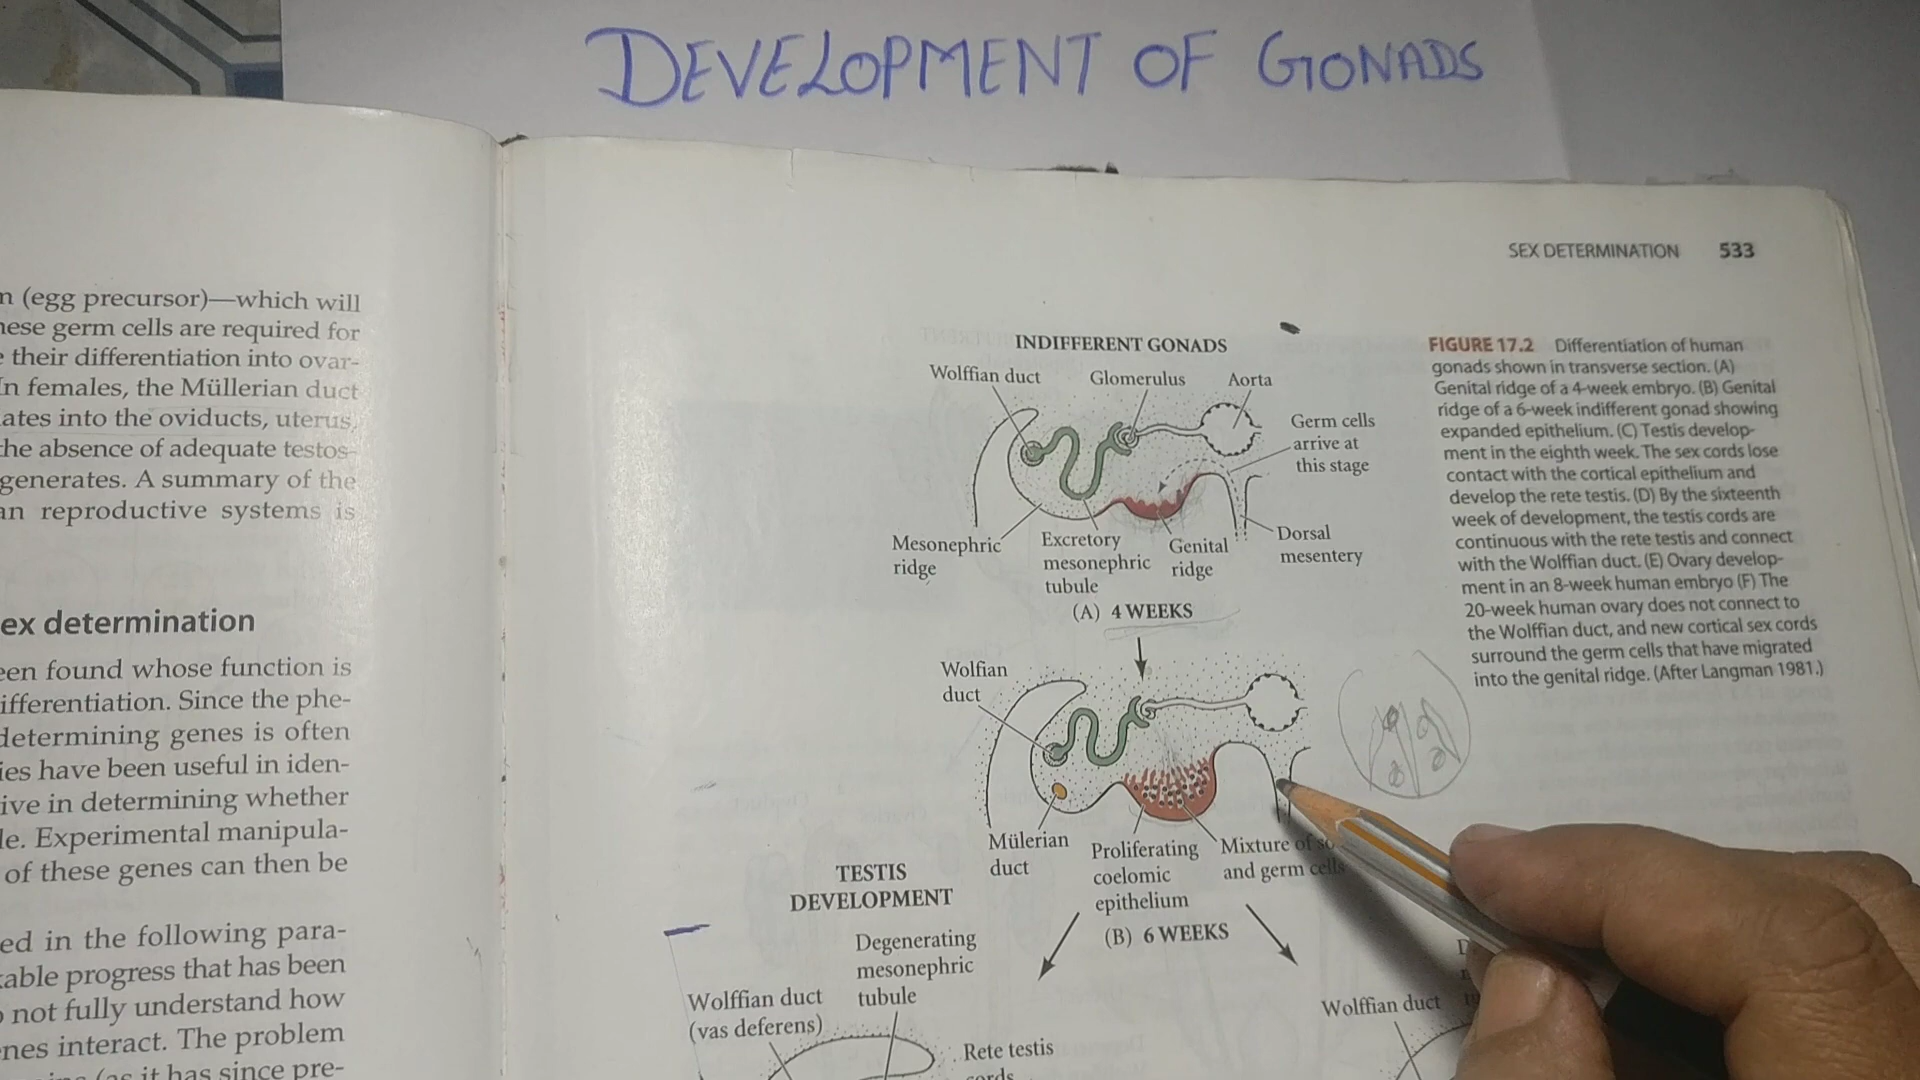 DEVELOPMENT OF GONADS
n (egg precursor)—which will
hese germ cells are required for
e their differentiation into ovar-
In females, the Müllerian duct
ates into the oviducts, uterus,
the absence of adequate testos-
generates. A summary of the
an reproductive systems is
ex determination
een found whose function is
ifferentiation. Since the phe-
determining genes is often
ies have been useful in iden-
ive in determining whether
le. Experimental manipula-
of these genes can then be
ed in the following para-
kable progress that has been
o not fully understand how
enes interact. The problem
(as it has since pre-
SEX DETERMINATION 533
INDIFFERENT GONADS
Wolffian duct
Glomerulus
Aorta
Germ cells
arrive at
this stage
Mesonephric
ridge
Excretory
mesonephric
tubule
Genital
ridge
Dorsal
mesentery
(A) 4 WEEKS
Wolfian
duct
Mülerian
duct
Proliferating
coelomic
epithelium
Mixture of
and germ cells
(B) 6 WEEKS
TESTIS
DEVELOPMENT
Degenerating
mesonephric
tubule
Wolffian duct
(vas deferens)
Rete testis
cords
Wolffian duct
FIGURE 17.2 Differentiation of human
gonads shown in transverse section. (A)
Genital ridge of a 4-week embryo. (B) Genital
ridge of a 6-week indifferent gonad showing
expanded epithelium. (C) Testis develop-
ment in the eighth week. The sex cords lose
contact with the cortical epithelium and
develop the rete testis. (D) By the sixteenth
week of development, the testis cords are
continuous with the rete testis and connect
with the Wolffian duct. (E) Ovary develop-
ment in an 8-week human embryo (F) The
20-week human ovary does not connect to
the Wolffian duct, and new cortical sex cords
surround the germ cells that have migrated
into the genital ridge. (After Langman 1981.)